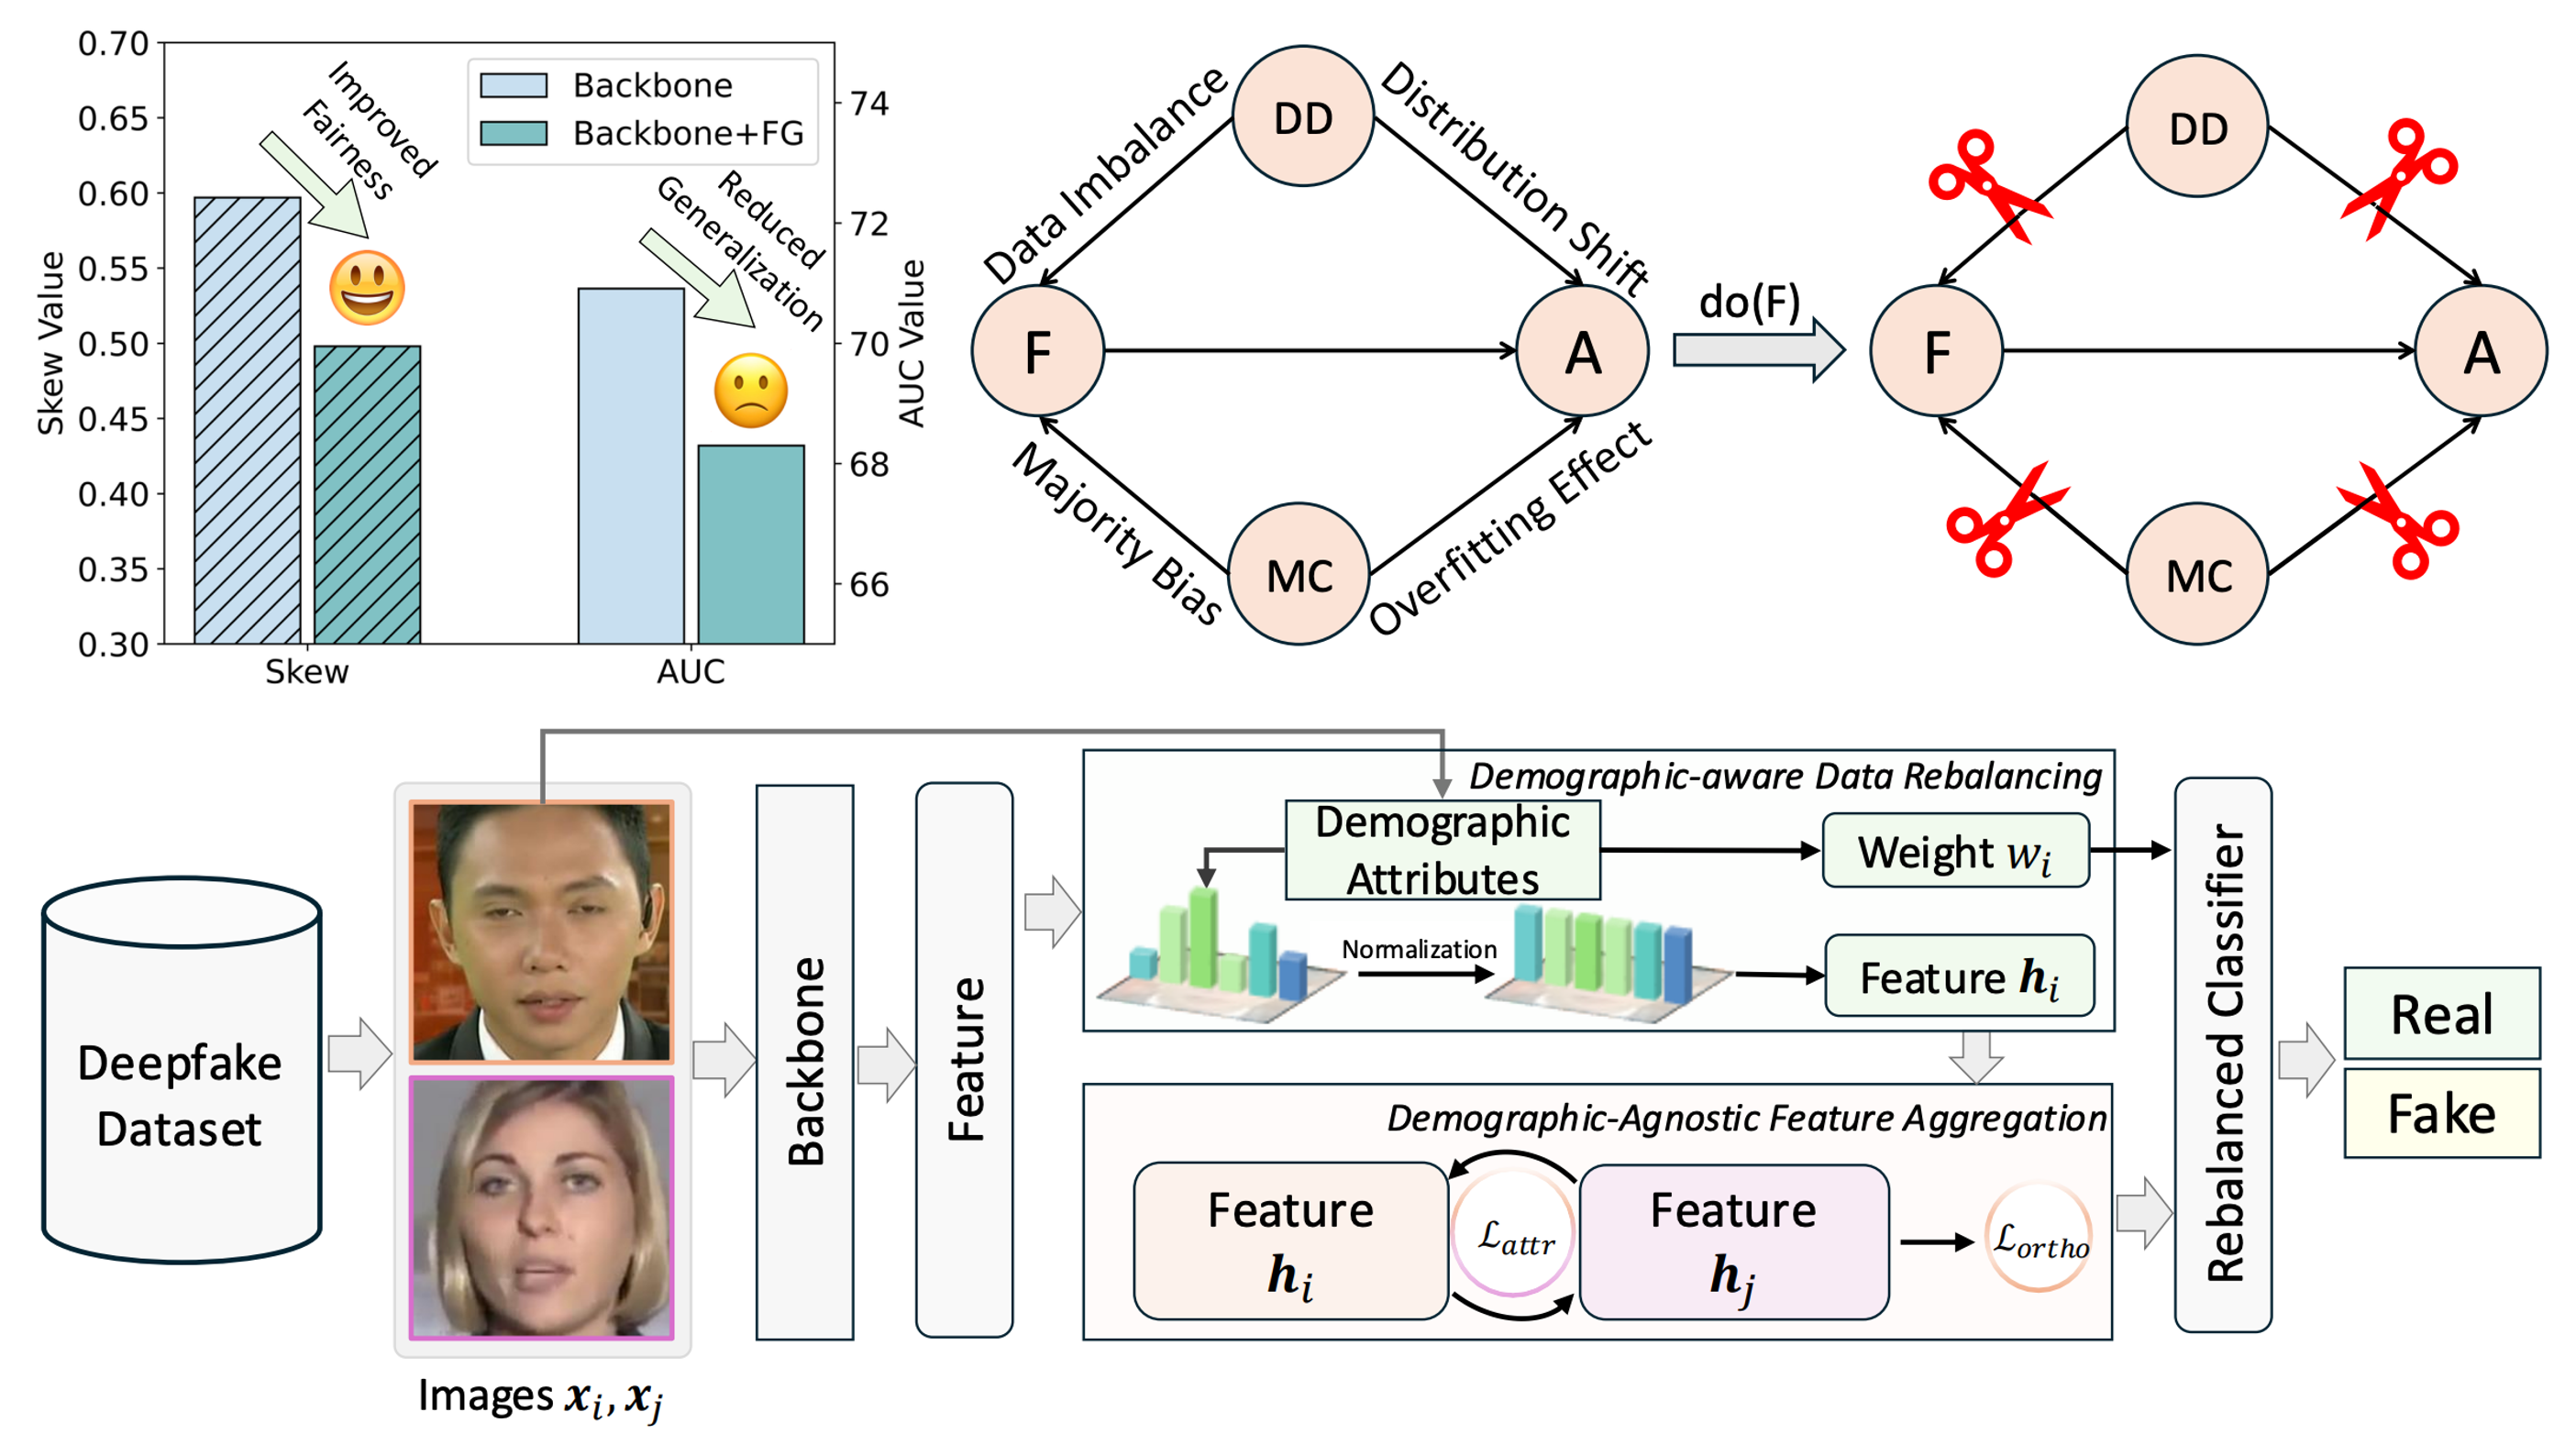 0.70
0.65
0.60
0.55
0.50
0.45
0.40
0.35
0.30
Skew Value
Improved
Fairness
Backbone
Backbone+FG
Reduced
Generalization
74
72
70
68
66
AUC Value
Skew
AUC
DD
Data Imbalance
Distribution Shift
F
A
Majority Bias
Overfitting Effect
MC
do(F)
DD
F
A
MC
Deepfake
Dataset
Images x_i, x_j
Backbone
Feature
Demographic-aware Data Rebalancing
Demographic
Attributes
Weight w_i
Normalization
Feature h_i
Demographic-Agnostic Feature Aggregation
Feature
h_i
ℒ_attr
Feature
h_j
ℒ_ortho
Rebalanced Classifier
Real
Fake